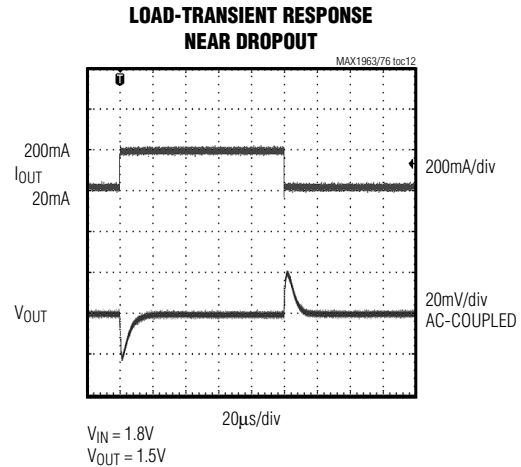 LOAD-TRANSIENT RESPONSE
NEAR DROPOUT
MAX1963/76 toc12
200mA
IOUT
20mA
200mA/div
VOUT
20mV/div
AC-COUPLED
20μs/div
VIN = 1.8V
VOUT = 1.5V